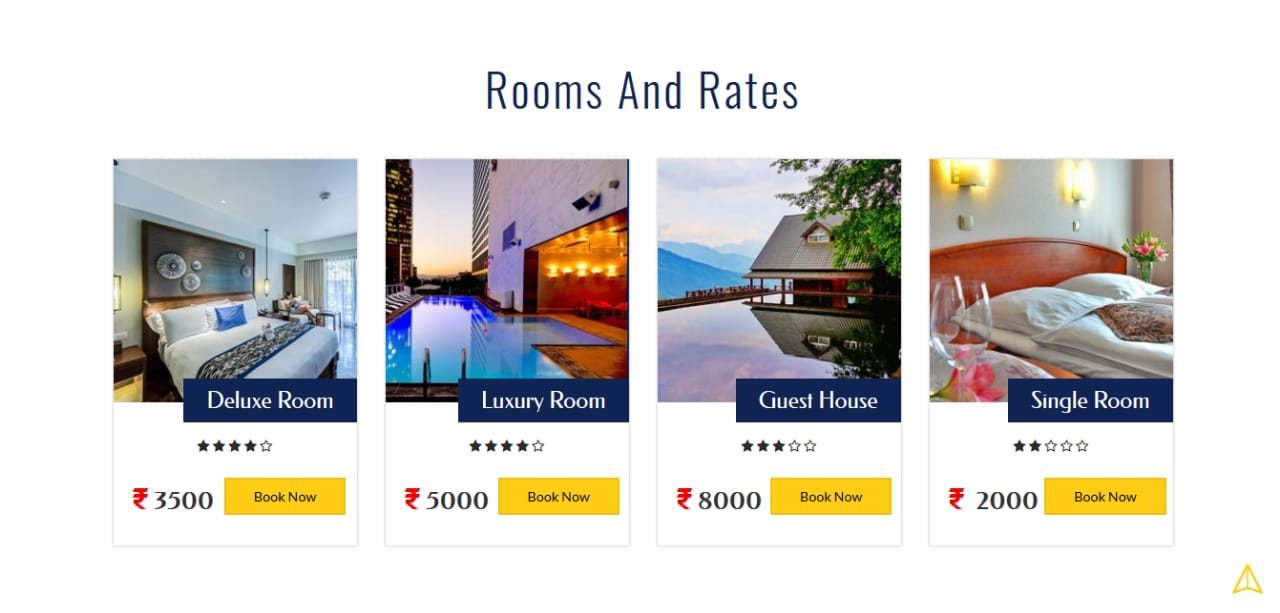 Rooms And Rates
Deluxe Room
Luxury Room
Guest House
Single Room
₹ 3500
Book Now
₹ 5000
Book Now
₹ 8000
Book Now
₹ 2000
Book Now